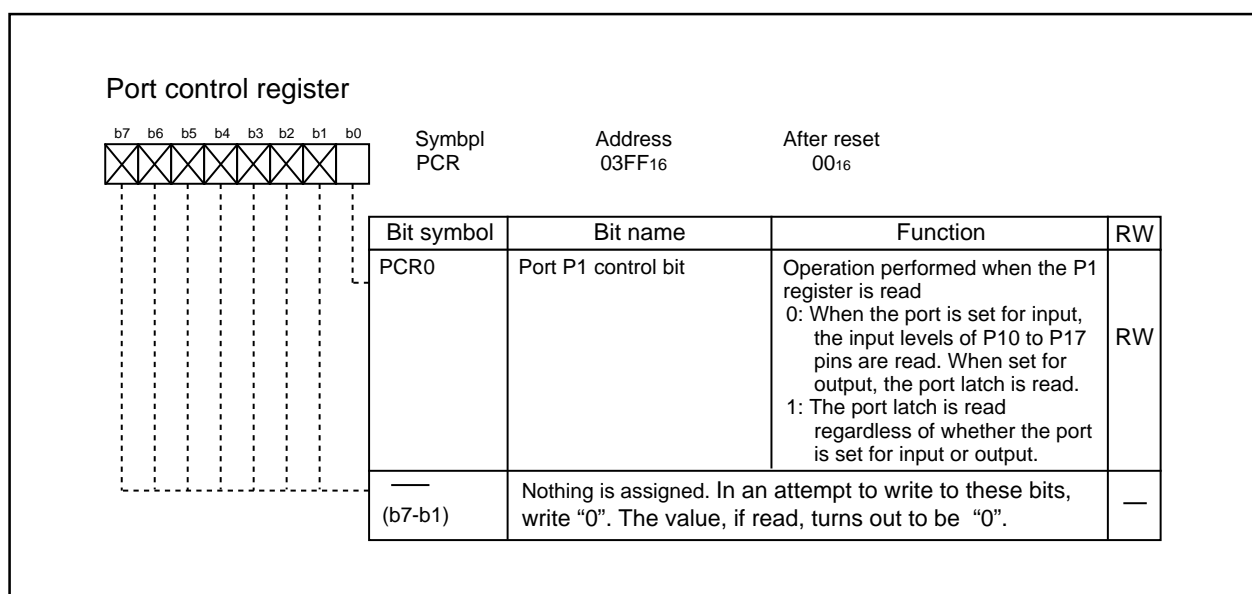 Port control register
b7 b6 b5 b4 b3 b2 b1 b0
Symbpl Address After reset
PCR 03FF16 0016
Bit symbol Bit name Function RW
PCR0 Port P1 control bit Operation performed when the P1
register is read
0: When the port is set for input,
the input levels of P10 to P17
pins are read. When set for
output, the port latch is read.
1: The port latch is read
regardless of whether the port
is set for input or output.
RW
—
(b7-b1)
Nothing is assigned. In an attempt to write to these bits,
write “0”. The value, if read, turns out to be “0”.
—